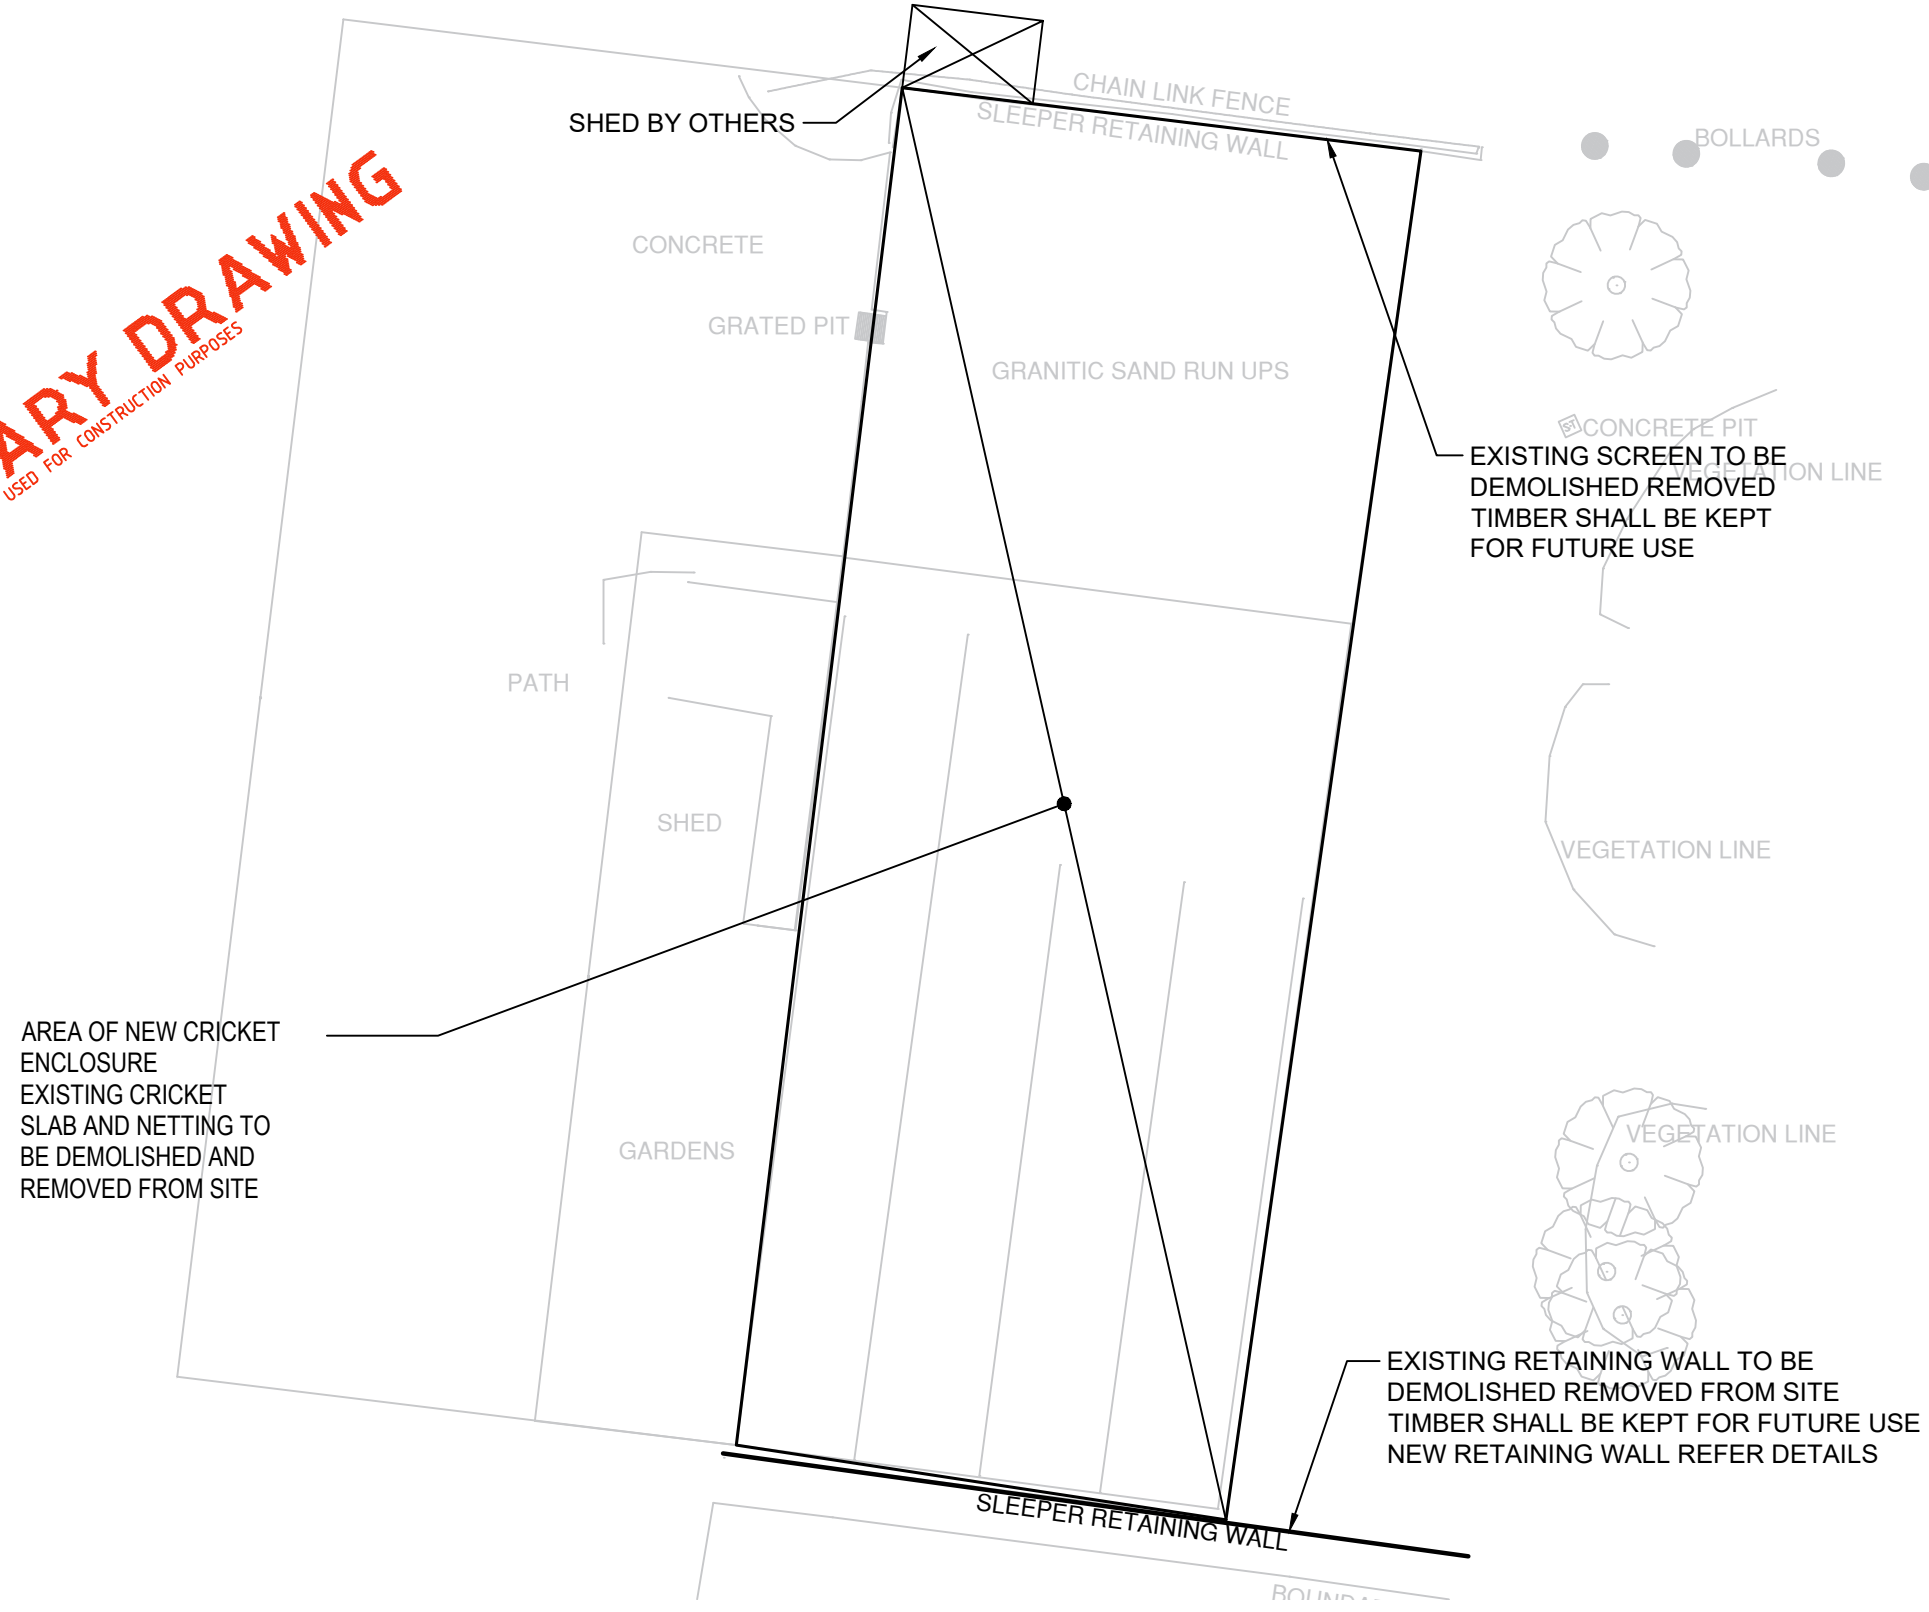 CHAIN LINK FENCE
SHED BY OTHERS
SLEEPER RETAINING WALL
BOLLARDS
DRAWING
USED FOR CONSTRUCTION PURPOSES
CONCRETE
GRATED PIT
GRANITIC SAND RUN UPS
CONCRETE PIT
VEGETATION LINE
EXISTING SCREEN TO BE
DEMOLISHED REMOVED
TIMBER SHALL BE KEPT
FOR FUTURE USE
PATH
SHED
VEGETATION LINE
AREA OF NEW CRICKET
ENCLOSURE
EXISTING CRICKET
SLAB AND NETTING TO
BE DEMOLISHED AND
REMOVED FROM SITE
GARDENS
VEGETATION LINE
EXISTING RETAINING WALL TO BE
DEMOLISHED REMOVED FROM SITE
TIMBER SHALL BE KEPT FOR FUTURE USE
NEW RETAINING WALL REFER DETAILS
SLEEPER RETAINING WALL